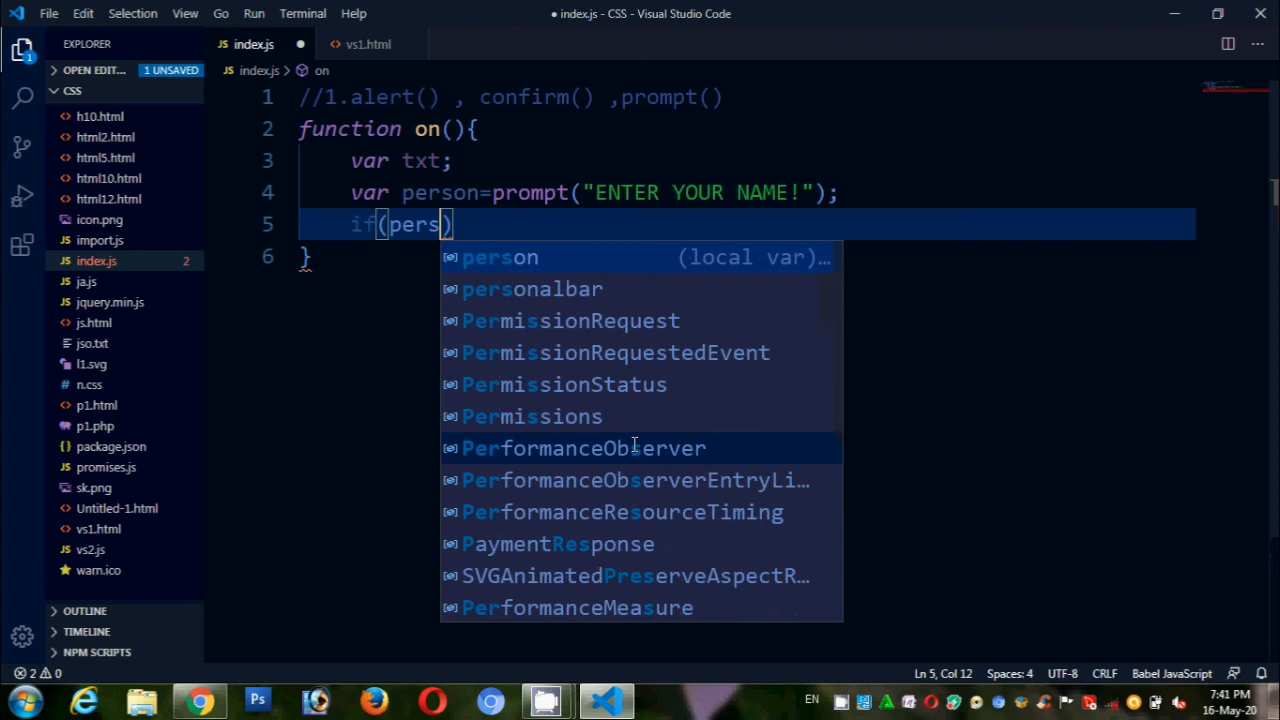 File Edit Selection View Go Run Terminal Help
● index.js - CSS - Visual Studio Code
EXPLORER
index.js
vs1.html
OPEN EDIT... 1 UNSAVED
index.js > on
CSS
h10.html
html2.html
html5.html
html10.html
html12.html
icon.png
import.js
index.js 2
ja.js
jquery.min.js
js.html
jso.txt
l1.svg
n.css
p1.html
p1.php
package.json
promises.js
sk.png
Untitled-1.html
vs1.html
vs2.js
warn.ico
OUTLINE
TIMELINE
NPM SCRIPTS
1 //1.alert() , confirm() ,prompt()
2 function on(){
3 var txt;
4 var person=prompt("ENTER YOUR NAME!");
5 if(pers)
6 }
person (local var)...
personalbar
PermissionRequest
PermissionRequestedEvent
PermissionStatus
Permissions
PerformanceObserver
PerformanceObserverEntryLi...
PerformanceResourceTiming
PaymentResponse
SVGAnimatedPreserveAspectR...
PerformanceMeasure
2 0
Ln 5, Col 12 Spaces: 4 UTF-8 CRLF Babel JavaScript
Ps
EN
7:41 PM
16-May-20